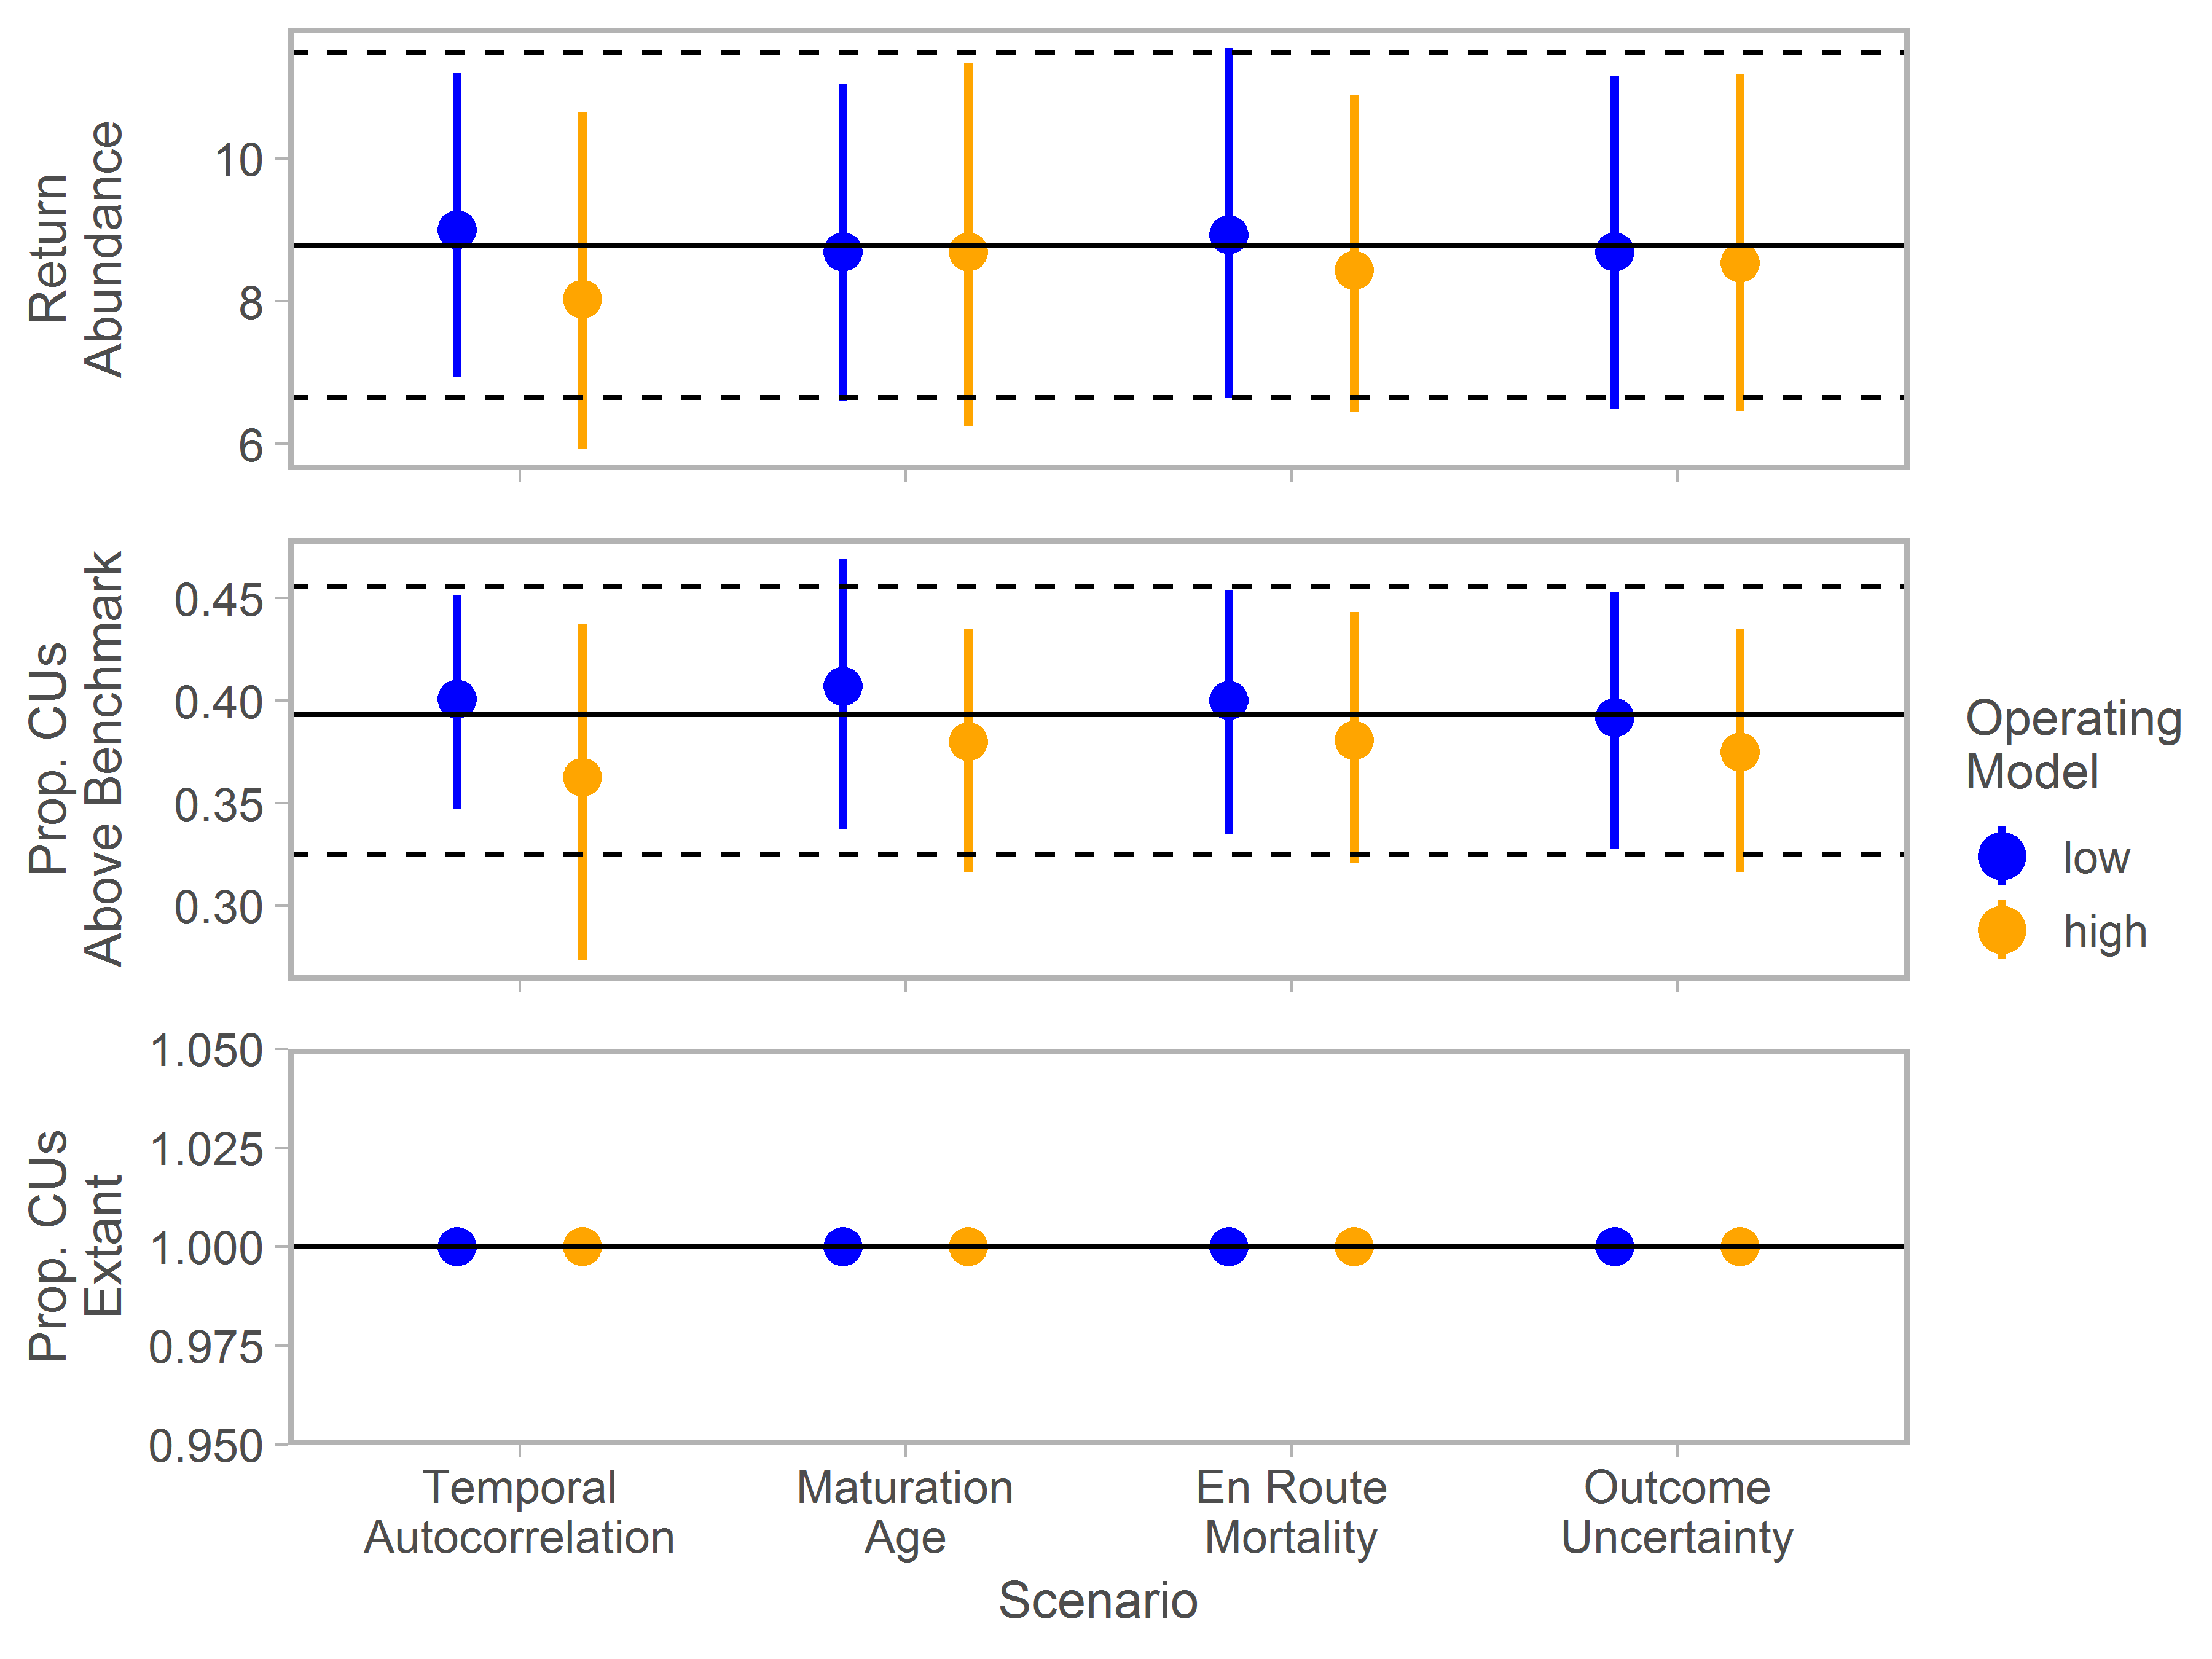 Return
Abundance
10
8
6
Prop. CUs
Above Benchmark
0.45
0.40
0.35
0.30
Prop. CUs
Extant
1.050
1.025
1.000
0.975
0.950
Temporal
Autocorrelation
Maturation
Age
En Route
Mortality
Outcome
Uncertainty
Scenario
Operating
Model
low
high